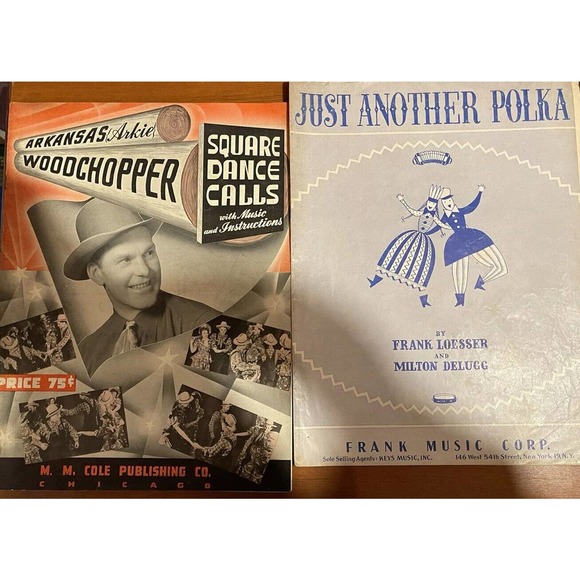 ARKANSAS (Arkie)
WOODCHOPPER
SQUARE
DANCE
CALLS
with Music
and Instructions
PRICE 75¢
M. M. COLE PUBLISHING CO.
CHICAGO
JUST ANOTHER POLKA
BY
FRANK LOESSER
AND
MILTON DELUGG
FRANK MUSIC CORP.
Sole Selling Agents: KEYS MUSIC, INC. 146 West 54th Street, New York 19, N.Y.